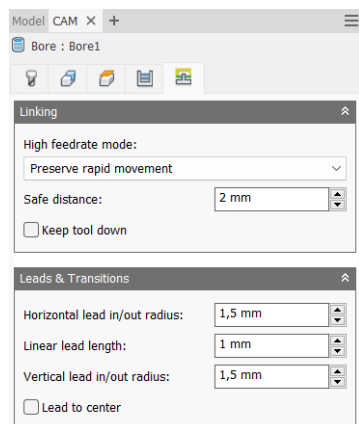 Model CAM
Bore : Bore1
Linking
High feedrate mode:
Preserve rapid movement
Safe distance: 2 mm
Keep tool down
Leads & Transitions
Horizontal lead in/out radius: 1,5 mm
Linear lead length: 1 mm
Vertical lead in/out radius: 1,5 mm
Lead to center